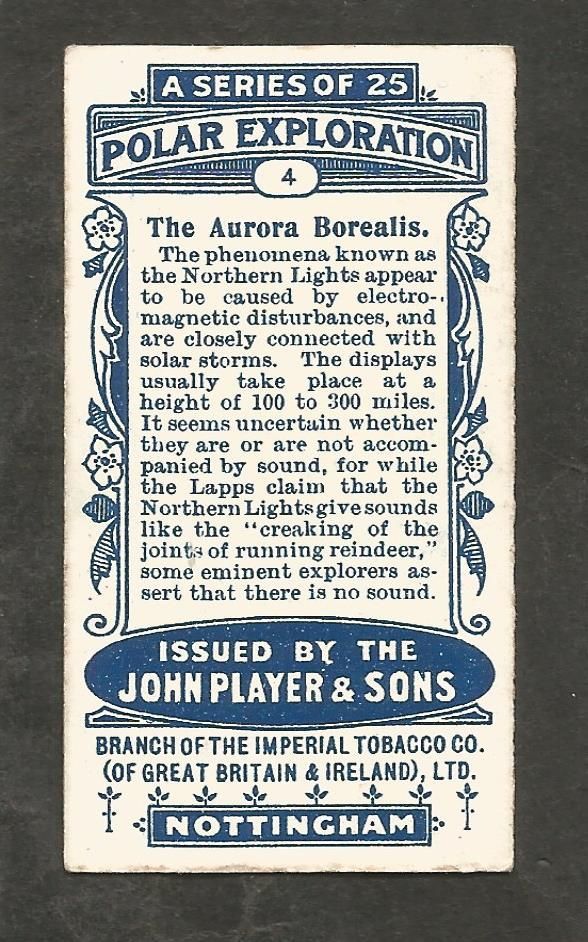 A SERIES OF 25
POLAR EXPLORATION
4
The Aurora Borealis.
The phenomena known as
the Northern Lights appear
to be caused by electro-
magnetic disturbances, and
are closely connected with
solar storms. The displays
usually take place at a
height of 100 to 300 miles.
It seems uncertain whether
they are or are not accom-
panied by sound, for while
the Lapps claim that the
Northern Lights give sounds
like the "creaking of the
joints of running reindeer,"
some eminent explorers as-
sert that there is no sound.
ISSUED BY THE
JOHN PLAYER & SONS
BRANCH OF THE IMPERIAL TOBACCO CO.
(OF GREAT BRITAIN & IRELAND), LTD.
NOTTINGHAM